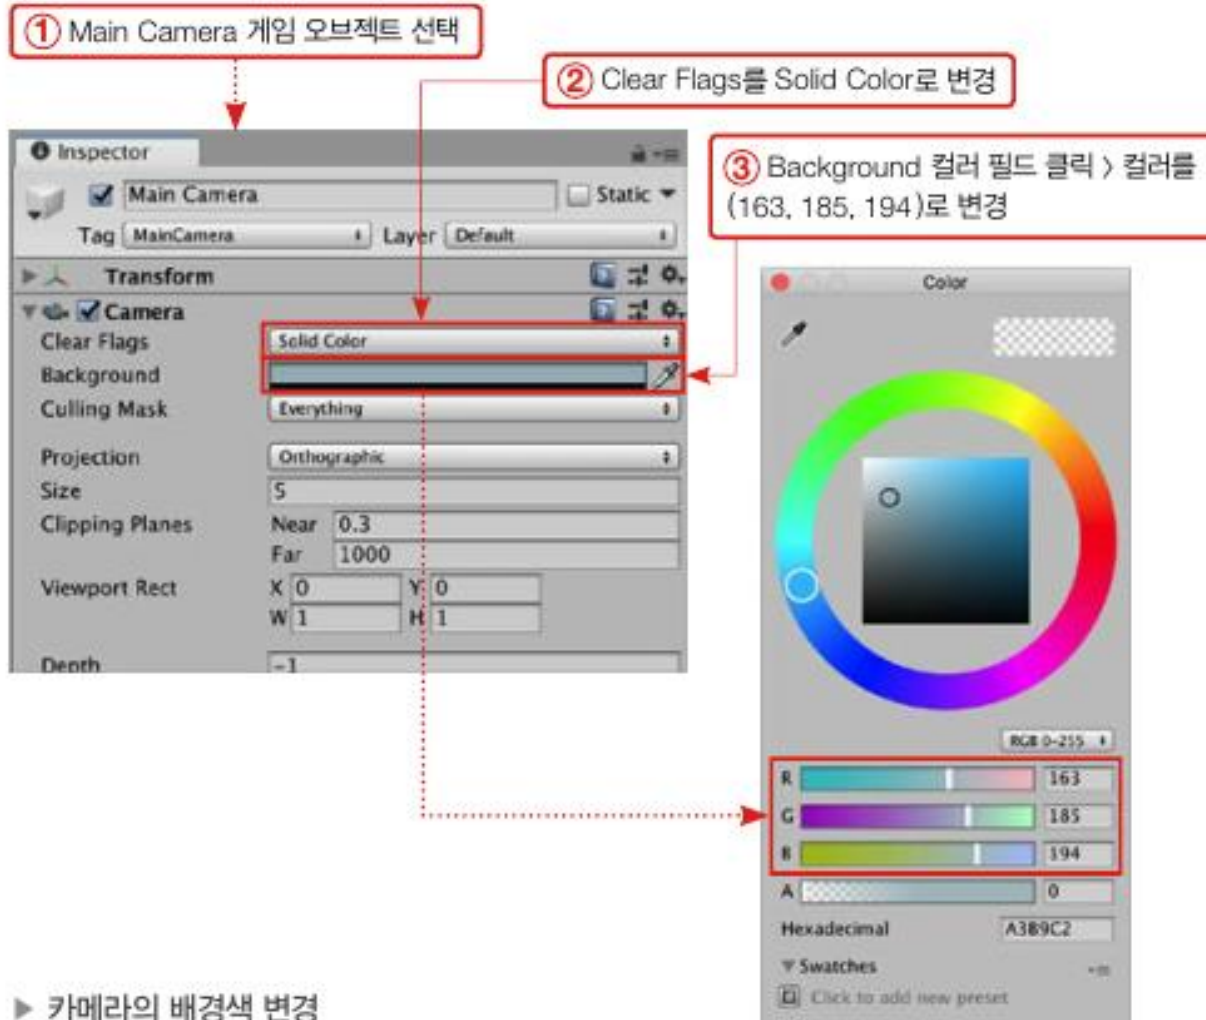 ① Main Camera 게임 오브젝트 선택
② Clear Flags를 Solid Color로 변경
③ Background 컬러 필드 클릭 > 컬러를
(163, 185, 194)로 변경
Inspector
Main Camera
Static
Tag MainCamera Layer Default
Transform
Camera
Clear Flags Solid Color
Background
Culling Mask Everything
Projection Orthographic
Size 5
Clipping Planes Near 0.3
Far 1000
Viewport Rect X 0 Y 0
W 1 H 1
Depth -1
Color
RGB 0-255
R 163
G 185
B 194
A 0
Hexadecimal A3B9C2
Swatches
Click to add new preset
▶ 카메라의 배경색 변경